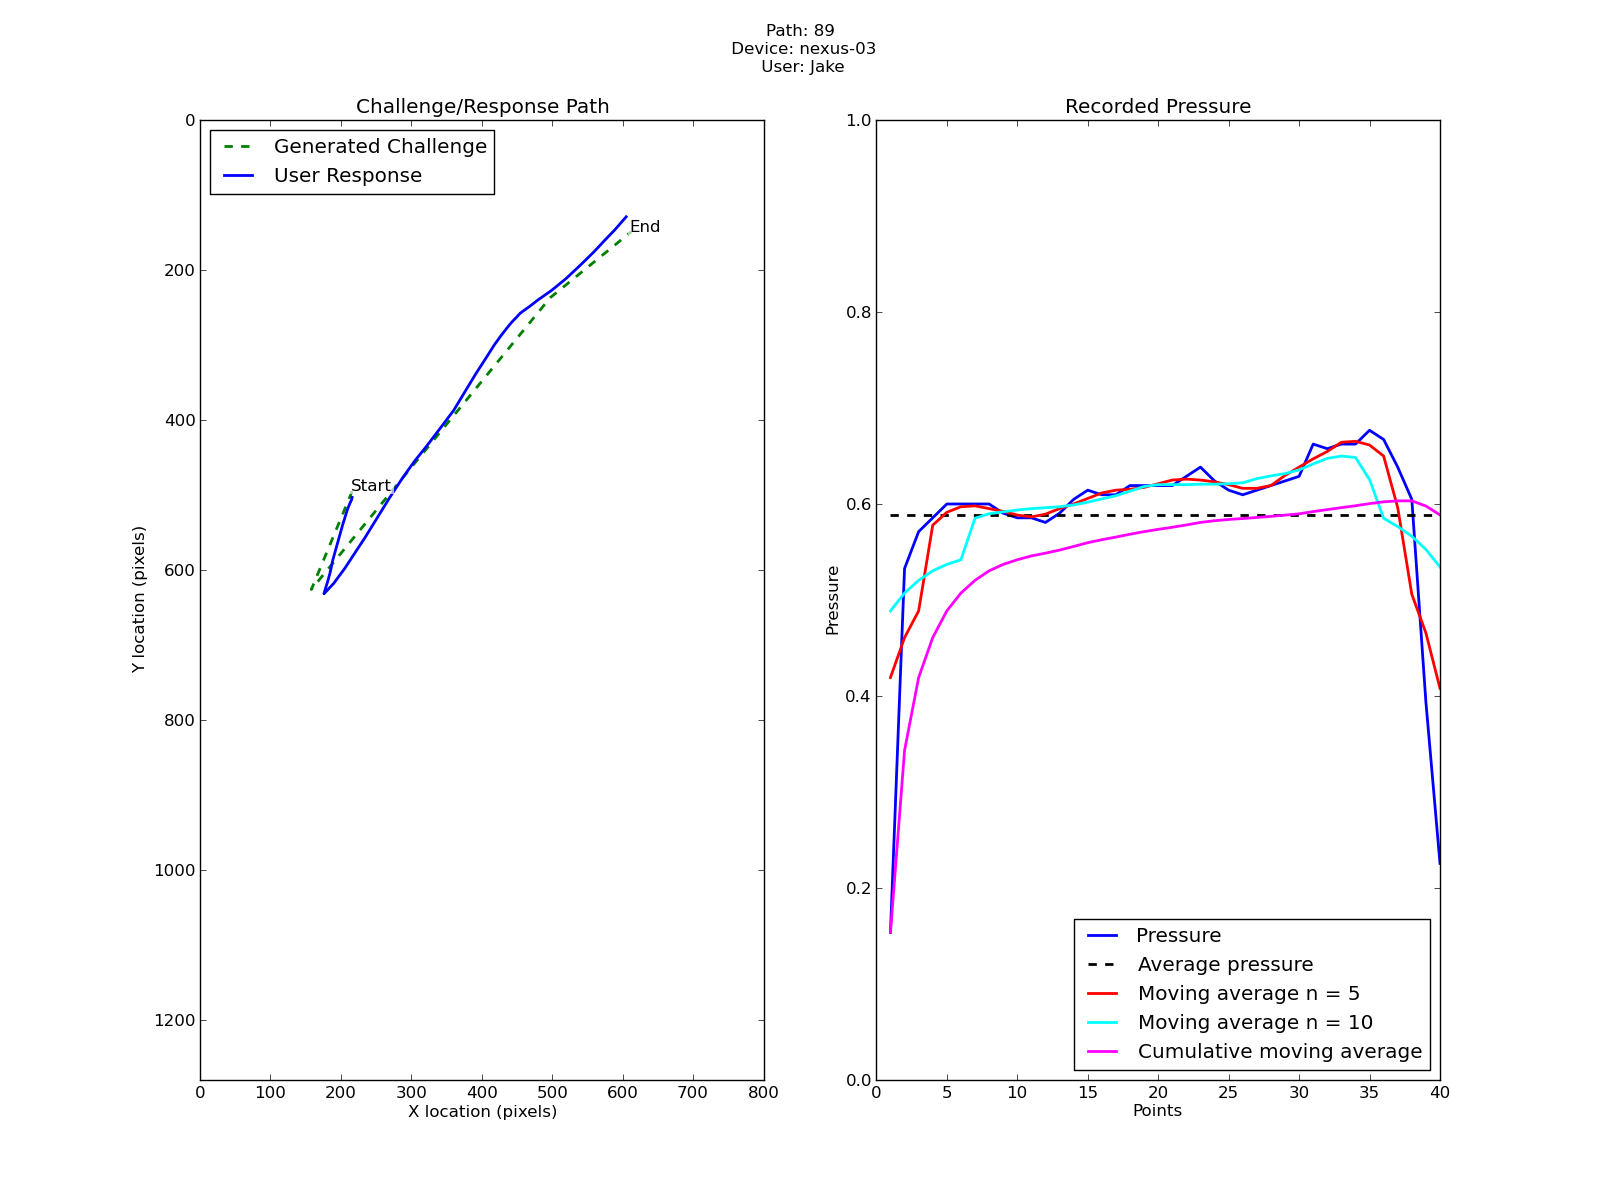 Path: 89
Device: nexus-03
User: Jake
Challenge/Response Path
Generated Challenge
User Response
0
200
400
600
800
1000
1200
Y location (pixels)
Start
End
0 100 200 300 400 500 600 700 800
X location (pixels)
Recorded Pressure
1.0
0.8
0.6
0.4
0.2
0.0
Pressure
Pressure
Average pressure
Moving average n = 5
Moving average n = 10
Cumulative moving average
0 5 10 15 20 25 30 35 40
Points